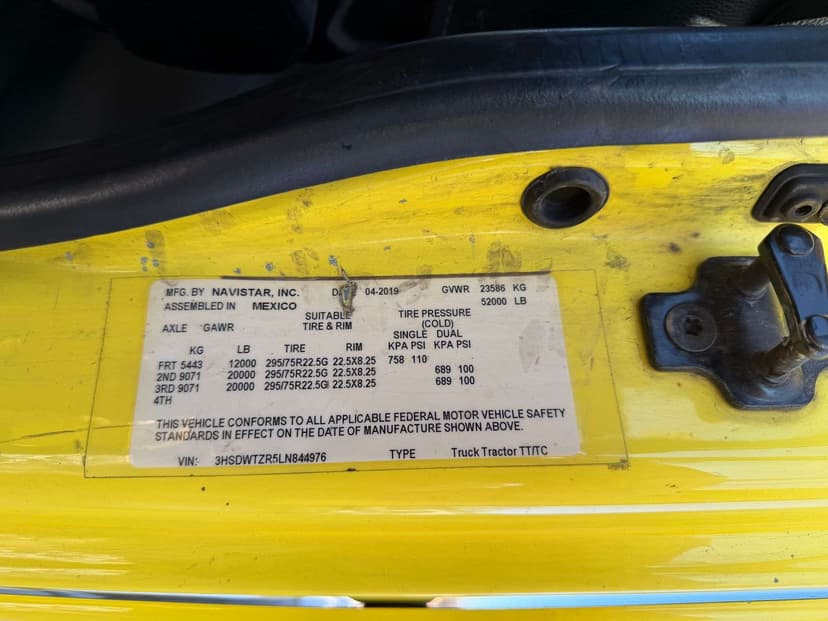 MFG. BY NAVISTAR, INC. DATE 04-2019 GVWR 23586 KG
ASSEMBLED IN MEXICO 52000 LB
SUITABLE TIRE PRESSURE
AXLE GAWR TIRE & RIM (COLD)
SINGLE DUAL
KG LB TIRE RIM KPA PSI KPA PSI
FRT 5443 12000 295/75R22.5G 22.5X8.25 758 110
2ND 9071 20000 295/75R22.5G 22.5X8.25 689 100
3RD 9071 20000 295/75R22.5G 22.5X8.25 689 100
4TH
THIS VEHICLE CONFORMS TO ALL APPLICABLE FEDERAL MOTOR VEHICLE SAFETY
STANDARDS IN EFFECT ON THE DATE OF MANUFACTURE SHOWN ABOVE.
VIN: 3HSDWTZR5LN844976 TYPE Truck Tractor TT/TC